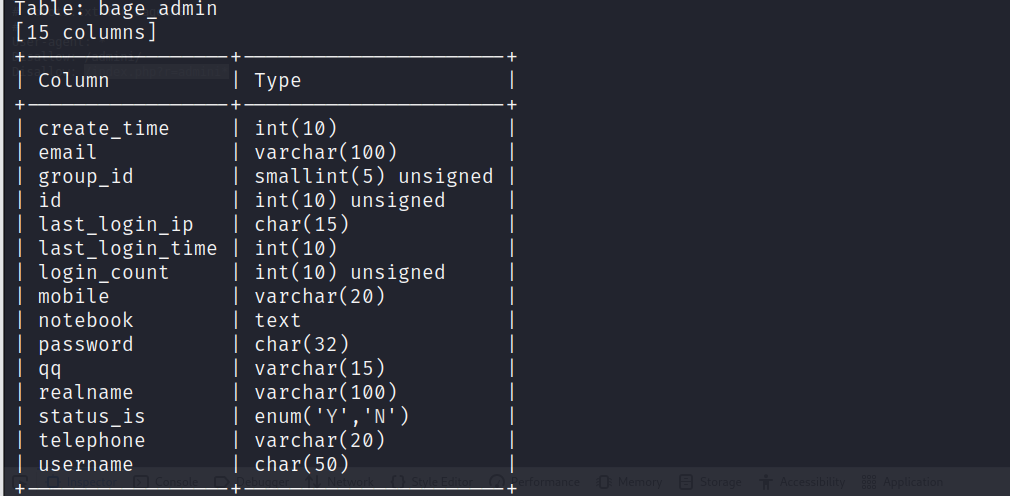 Table: bage_admin
[15 columns]
+-----------------+----------------------+
| Column | Type |
+-----------------+----------------------+
| create_time | int(10) |
| email | varchar(100) |
| group_id | smallint(5) unsigned |
| id | int(10) unsigned |
| last_login_ip | char(15) |
| last_login_time | int(10) |
| login_count | int(10) unsigned |
| mobile | varchar(20) |
| notebook | text |
| password | char(32) |
| qq | varchar(15) |
| realname | varchar(100) |
| status_is | enum('Y','N') |
| telephone | varchar(20) |
| username | char(50) |
Inspector Console Debugger Network Style Editor Performance Memory Storage Accessibility Application
+-----------------+----------------------+